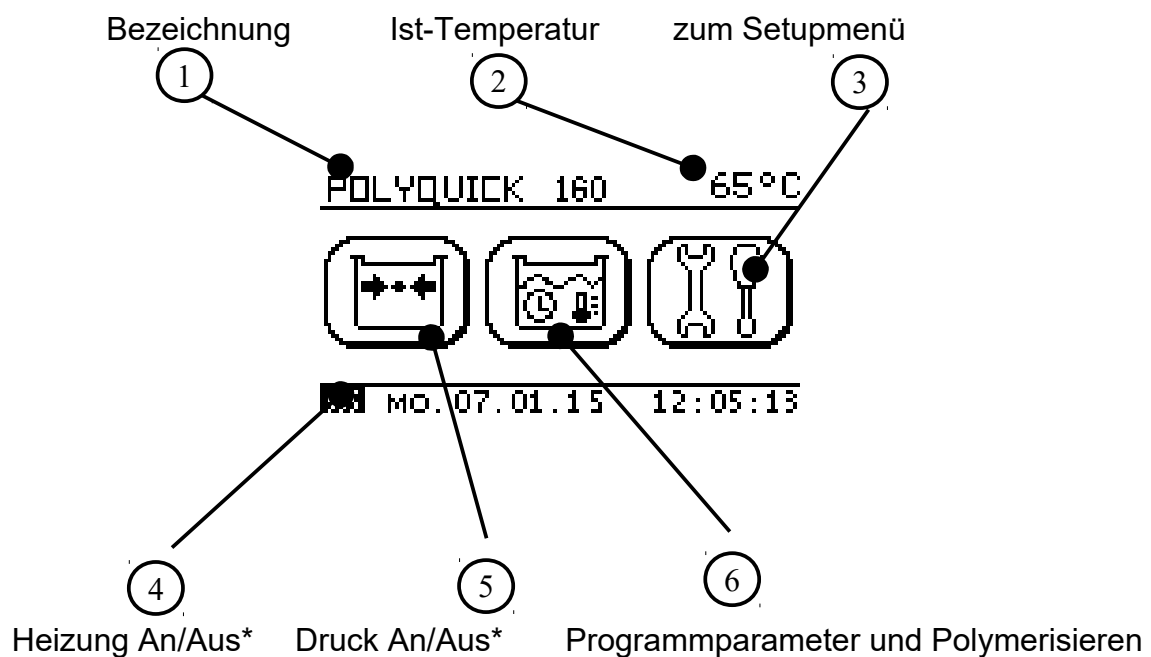 Bezeichnung Ist-Temperatur zum Setupmenü
1 2 3
POLYQUICK 160 65°C
MO.07.01.15 12:05:13
4 5 6
Heizung An/Aus* Druck An/Aus* Programmparameter und Polymerisieren